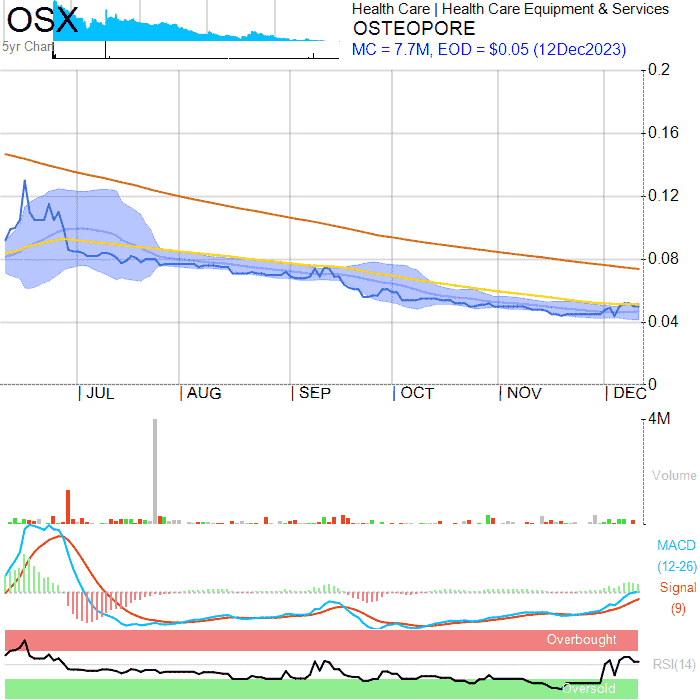 OSX
5yr Chart
Health Care | Health Care Equipment & Services
OSTEOPORE
MC = 7.7M, EOD = $0.05 (12Dec2023)
0.2
0.16
0.12
0.08
0.04
0
| JUL | AUG | SEP | OCT | NOV | DEC
4M
Volume
MACD
(12-26)
Signal
(9)
Overbought
RSI(14)
Oversold